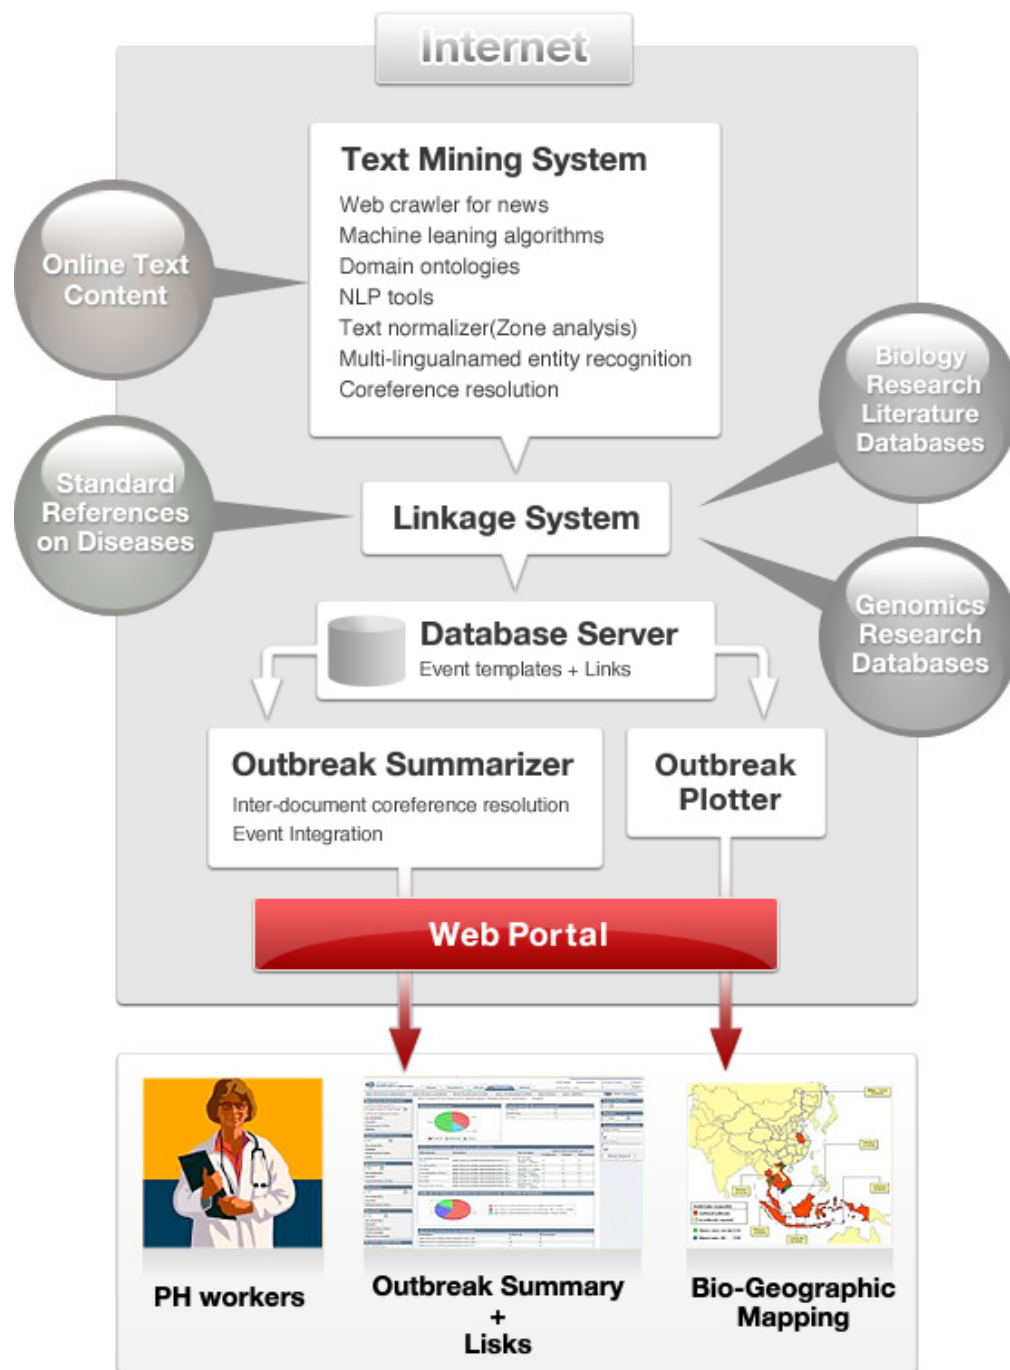 Internet
Text Mining System
Web crawler for news
Machine leaning algorithms
Domain ontologies
NLP tools
Text normalizer(Zone analysis)
Multi-lingualnamed entity recognition
Coreference resolution
Online Text
Content
Biology
Research
Literature
Databases
Standard
References
on Diseases
Linkage System
Genomics
Research
Databases
Database Server
Event templates + Links
Outbreak Summarizer
Inter-document coreference resolution
Event Integration
Outbreak
Plotter
Web Portal
PH workers
Outbreak Summary
+
Lisks
Bio-Geographic
Mapping